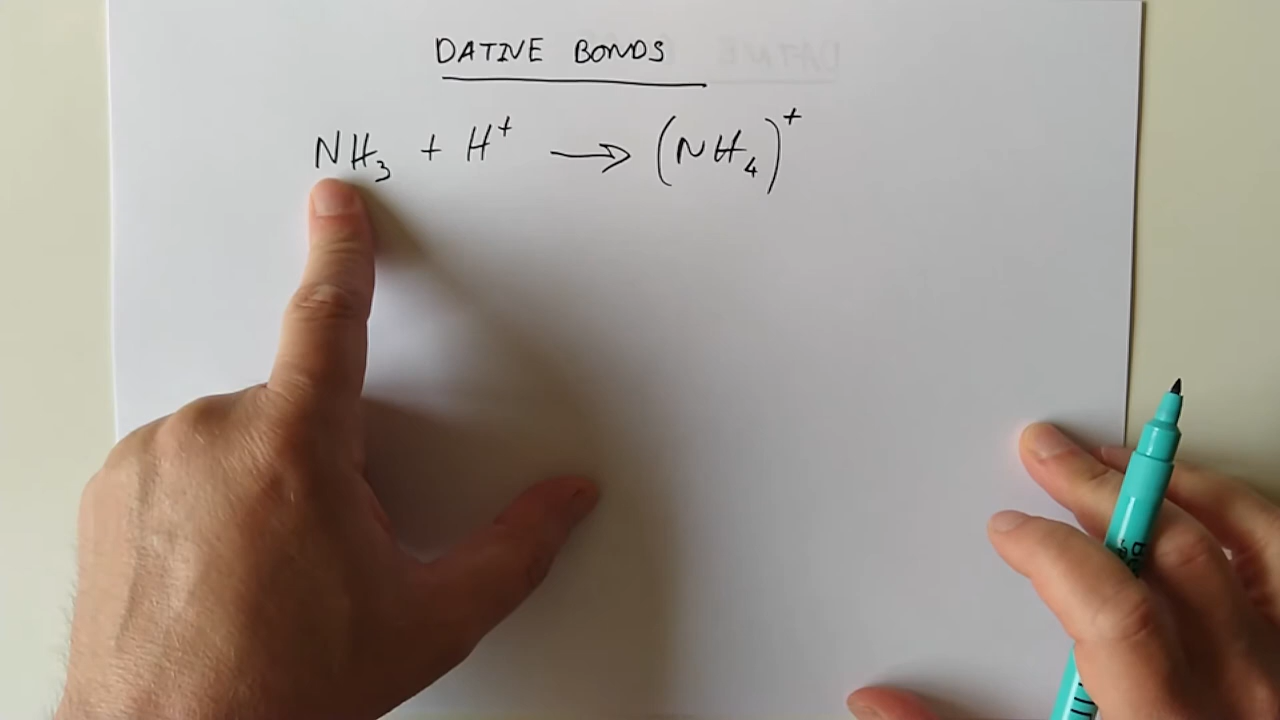 DATIVE BONDS
NH₃ + H⁺ → (NH₄)⁺